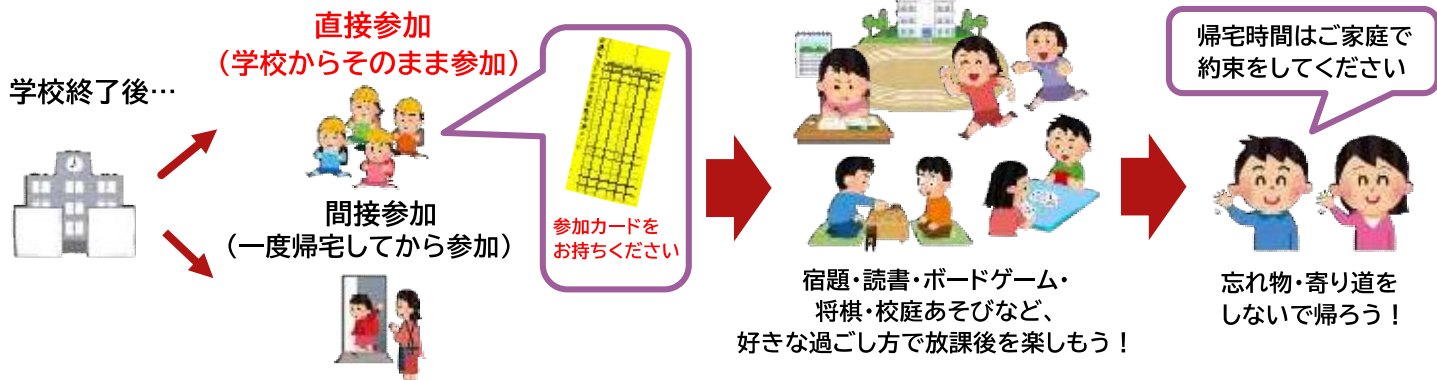 学校終了後…
直接参加
（学校からそのまま参加）
間接参加
（一度帰宅してから参加）
参加カードを
お持ちください
宿題・読書・ボードゲーム・
将棋・校庭あそびなど、
好きな過ごし方で放課後を楽しもう！
帰宅時間はご家庭で
約束をしてください
忘れ物・寄り道を
しないで帰ろう！